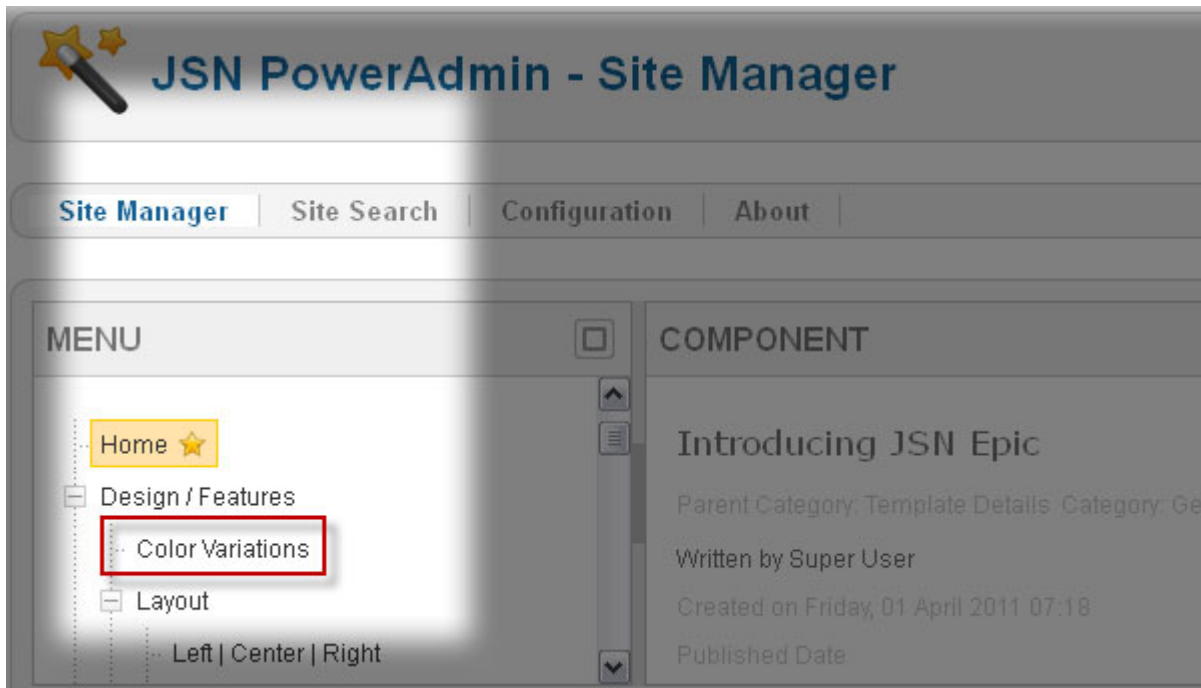 JSN PowerAdmin - Site Manager
Site Manager
Site Search
Configuration
About
MENU
Home
Design / Features
Color Variations
Layout
Left | Center | Right
COMPONENT
Introducing JSN Epic
Parent Category: Template Details Category:
Written by Super User
Created on Friday, 01 April 2011 07:18
Published Date